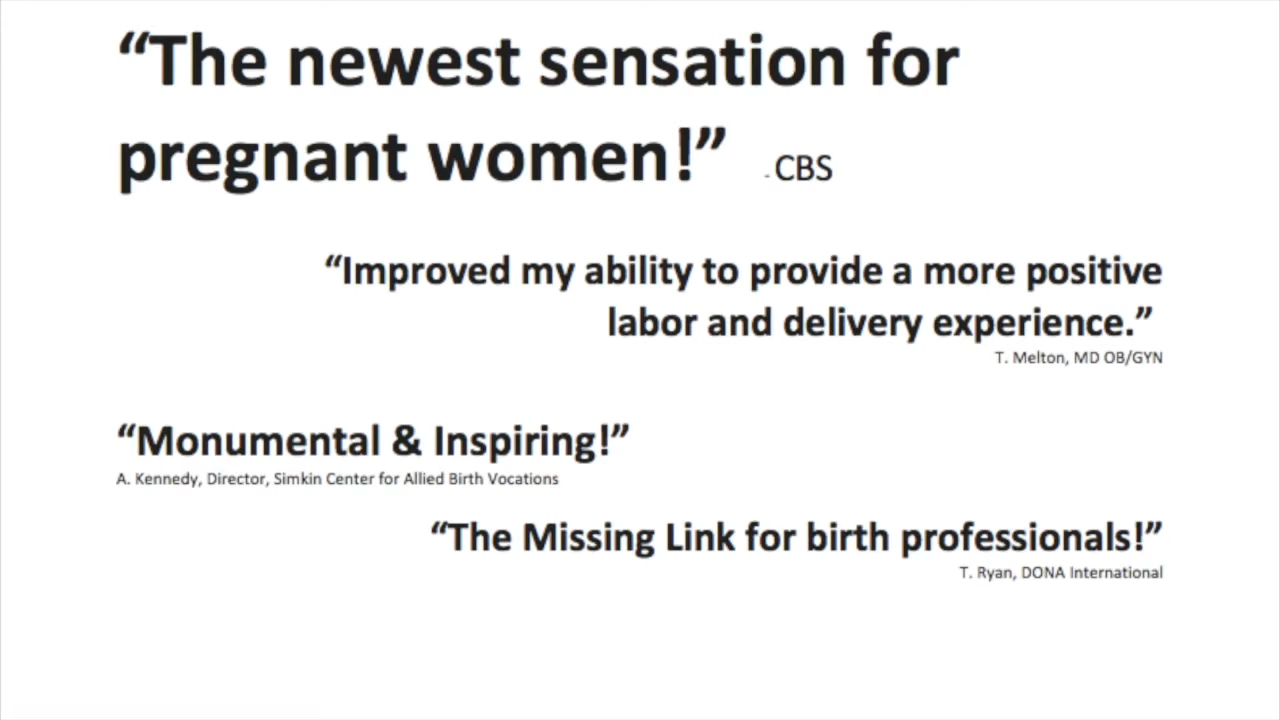 “The newest sensation for
pregnant women!” - CBS
“Improved my ability to provide a more positive
labor and delivery experience.”
T. Melton, MD OB/GYN
“Monumental & Inspiring!”
A. Kennedy, Director, Simkin Center for Allied Birth Vocations
“The Missing Link for birth professionals!”
T. Ryan, DONA International